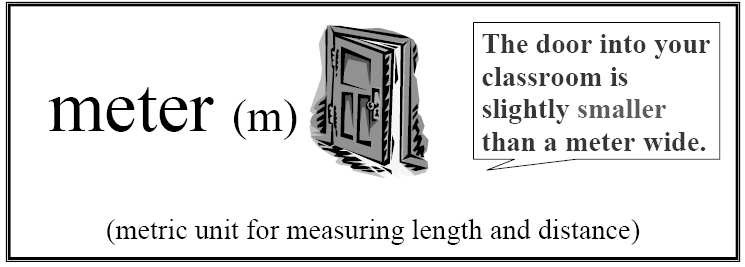 meter (m)
The door into your
classroom is
slightly smaller
than a meter wide.
(metric unit for measuring length and distance)